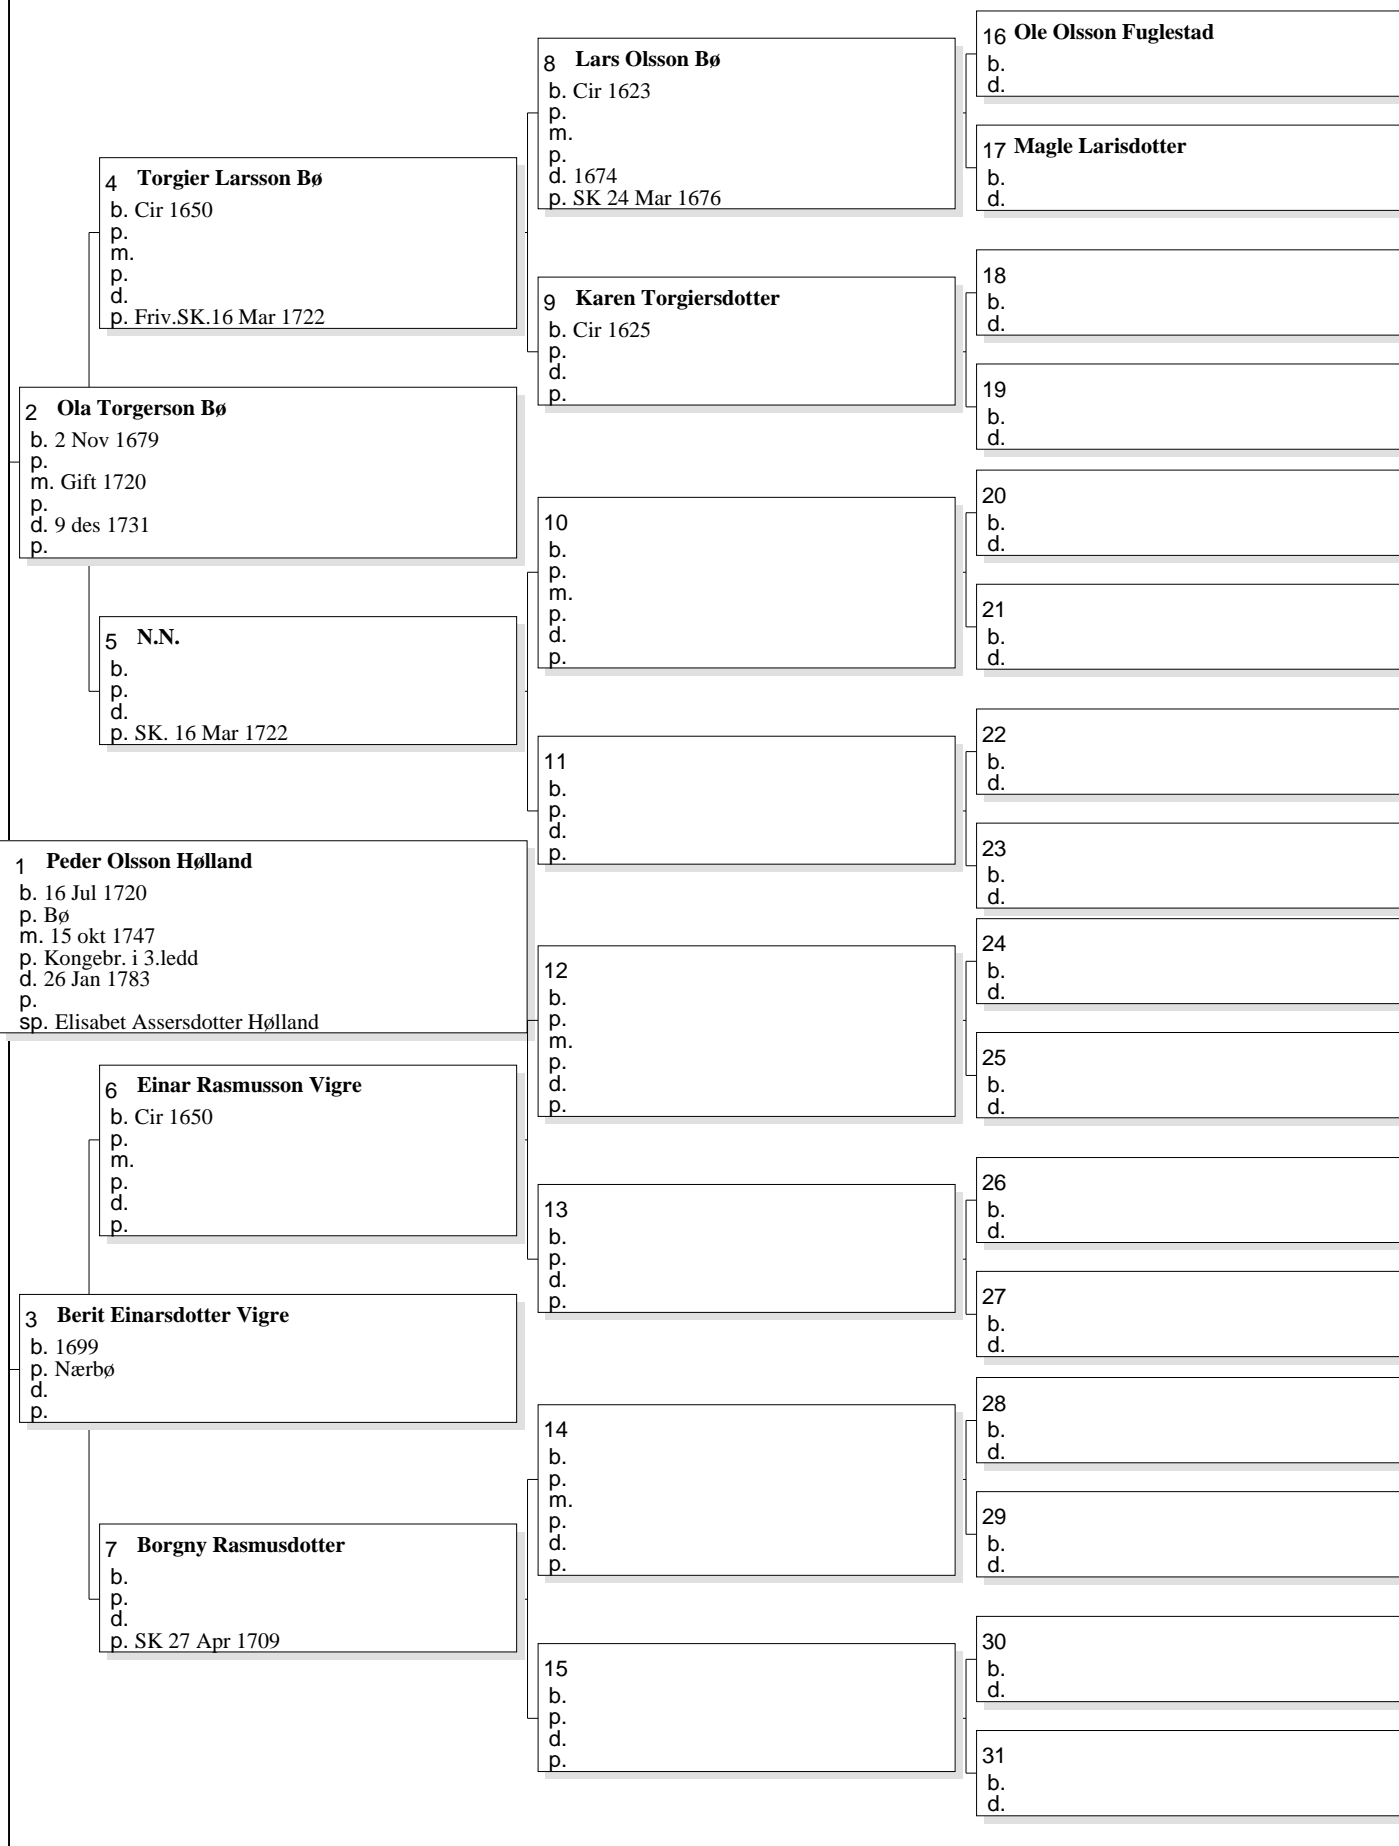 1 Peder Olsson Hølland
b. 16 Jul 1720
p. Bø
m. 15 okt 1747
p. Kongebr. i 3.ledd
d. 26 Jan 1783
p.
sp. Elisabet Assersdotter Hølland
2 Ola Torgerson Bø
b. 2 Nov 1679
p.
m. Gift 1720
p.
d. 9 des 1731
p.
3 Berit Einarsdotter Vigre
b. 1699
p. Nærbø
d.
p.
4 Torgier Larsson Bø
b. Cir 1650
p.
m.
p.
d.
p. Friv.SK.16 Mar 1722
5 N.N.
b.
p.
d.
p. SK. 16 Mar 1722
6 Einar Rasmusson Vigre
b. Cir 1650
p.
m.
p.
d.
p.
7 Borgny Rasmusdotter
b.
p.
d.
p. SK 27 Apr 1709
8 Lars Olsson Bø
b. Cir 1623
p.
m.
p.
d. 1674
p. SK 24 Mar 1676
9 Karen Torgiersdotter
b. Cir 1625
p.
d.
p.
10
b.
p.
m.
p.
d.
p.
11
b.
p.
d.
p.
12
b.
p.
m.
p.
d.
p.
13
b.
p.
d.
p.
14
b.
p.
m.
p.
d.
p.
15
b.
p.
d.
p.
16 Ole Olsson Fuglestad
b.
d.
17 Magle Larisdotter
b.
d.
18
b.
d.
19
b.
d.
20
b.
d.
21
b.
d.
22
b.
d.
23
b.
d.
24
b.
d.
25
b.
d.
26
b.
d.
27
b.
d.
28
b.
d.
29
b.
d.
30
b.
d.
31
b.
d.